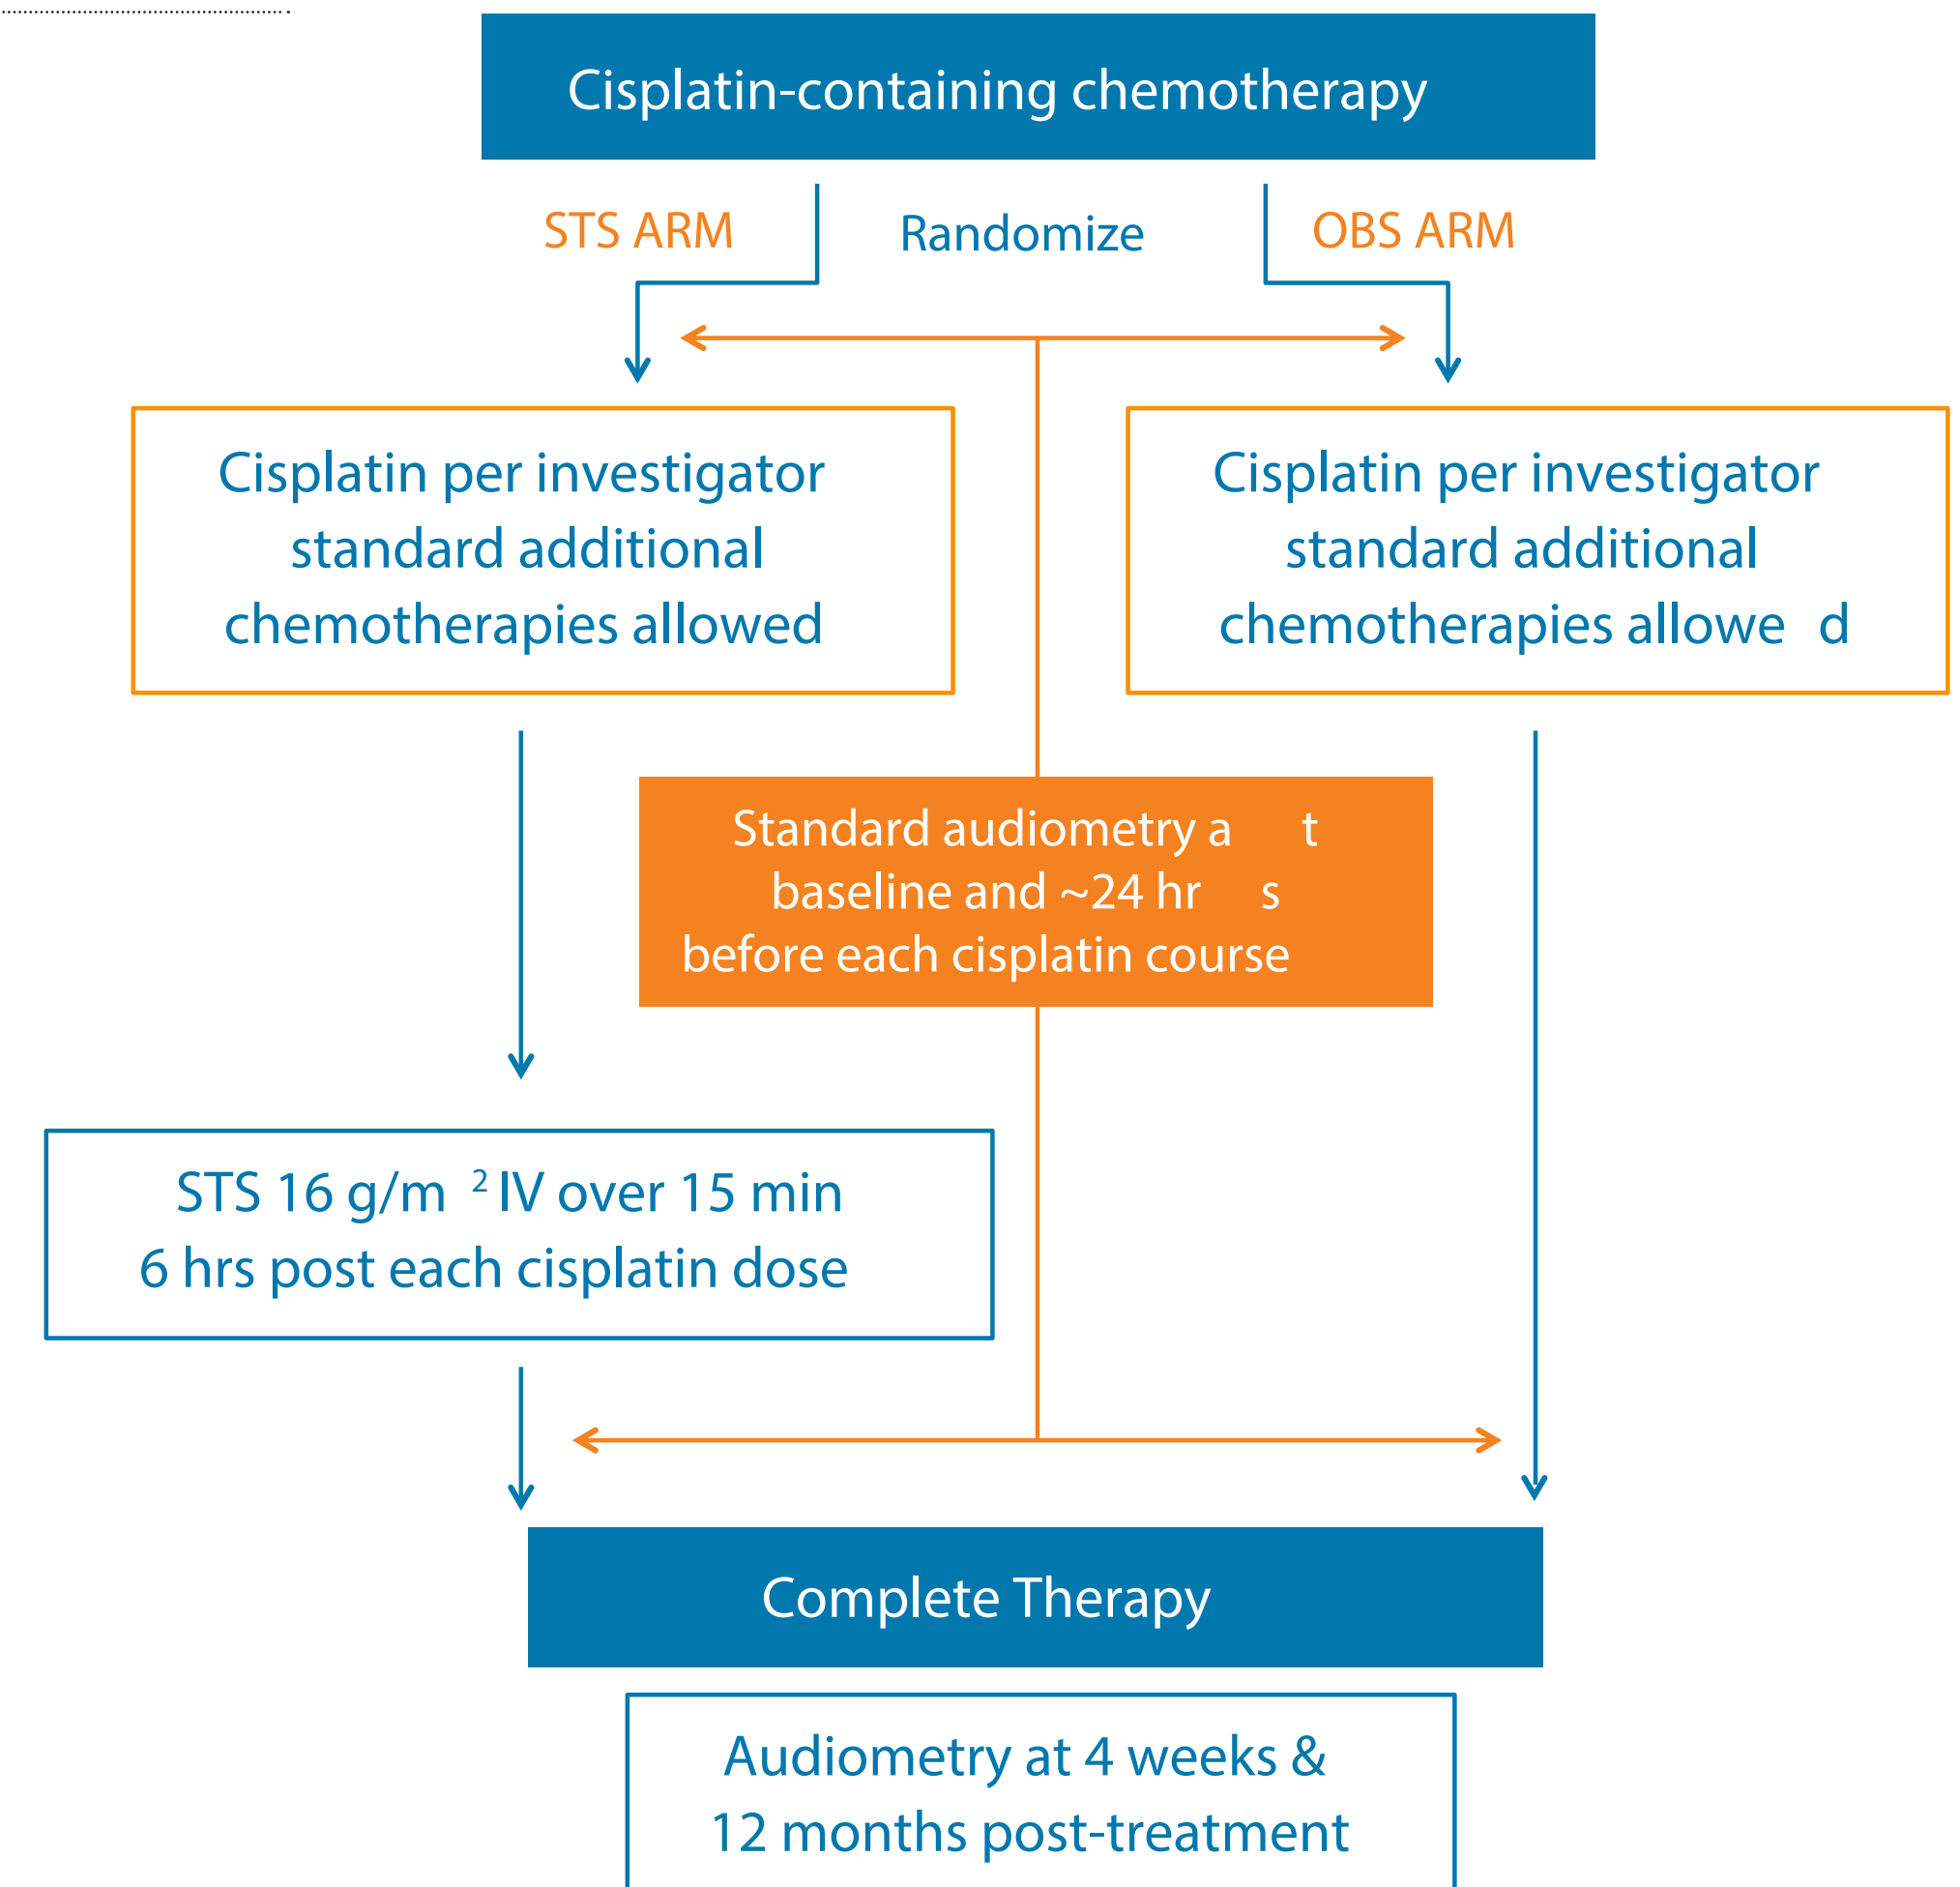 Cisplatin-containing chemotherapy
STS ARM
Randomize
OBS ARM
Cisplatin per investigator
standard additional
chemotherapies allowed
Cisplatin per investigator
standard additional
chemotherapies allowe d
Standard audiometry a t
baseline and ~24 hr s
before each cisplatin course
STS 16 g/m ² IV over 15 min
6 hrs post each cisplatin dose
Complete Therapy
Audiometry at 4 weeks &
12 months post-treatment